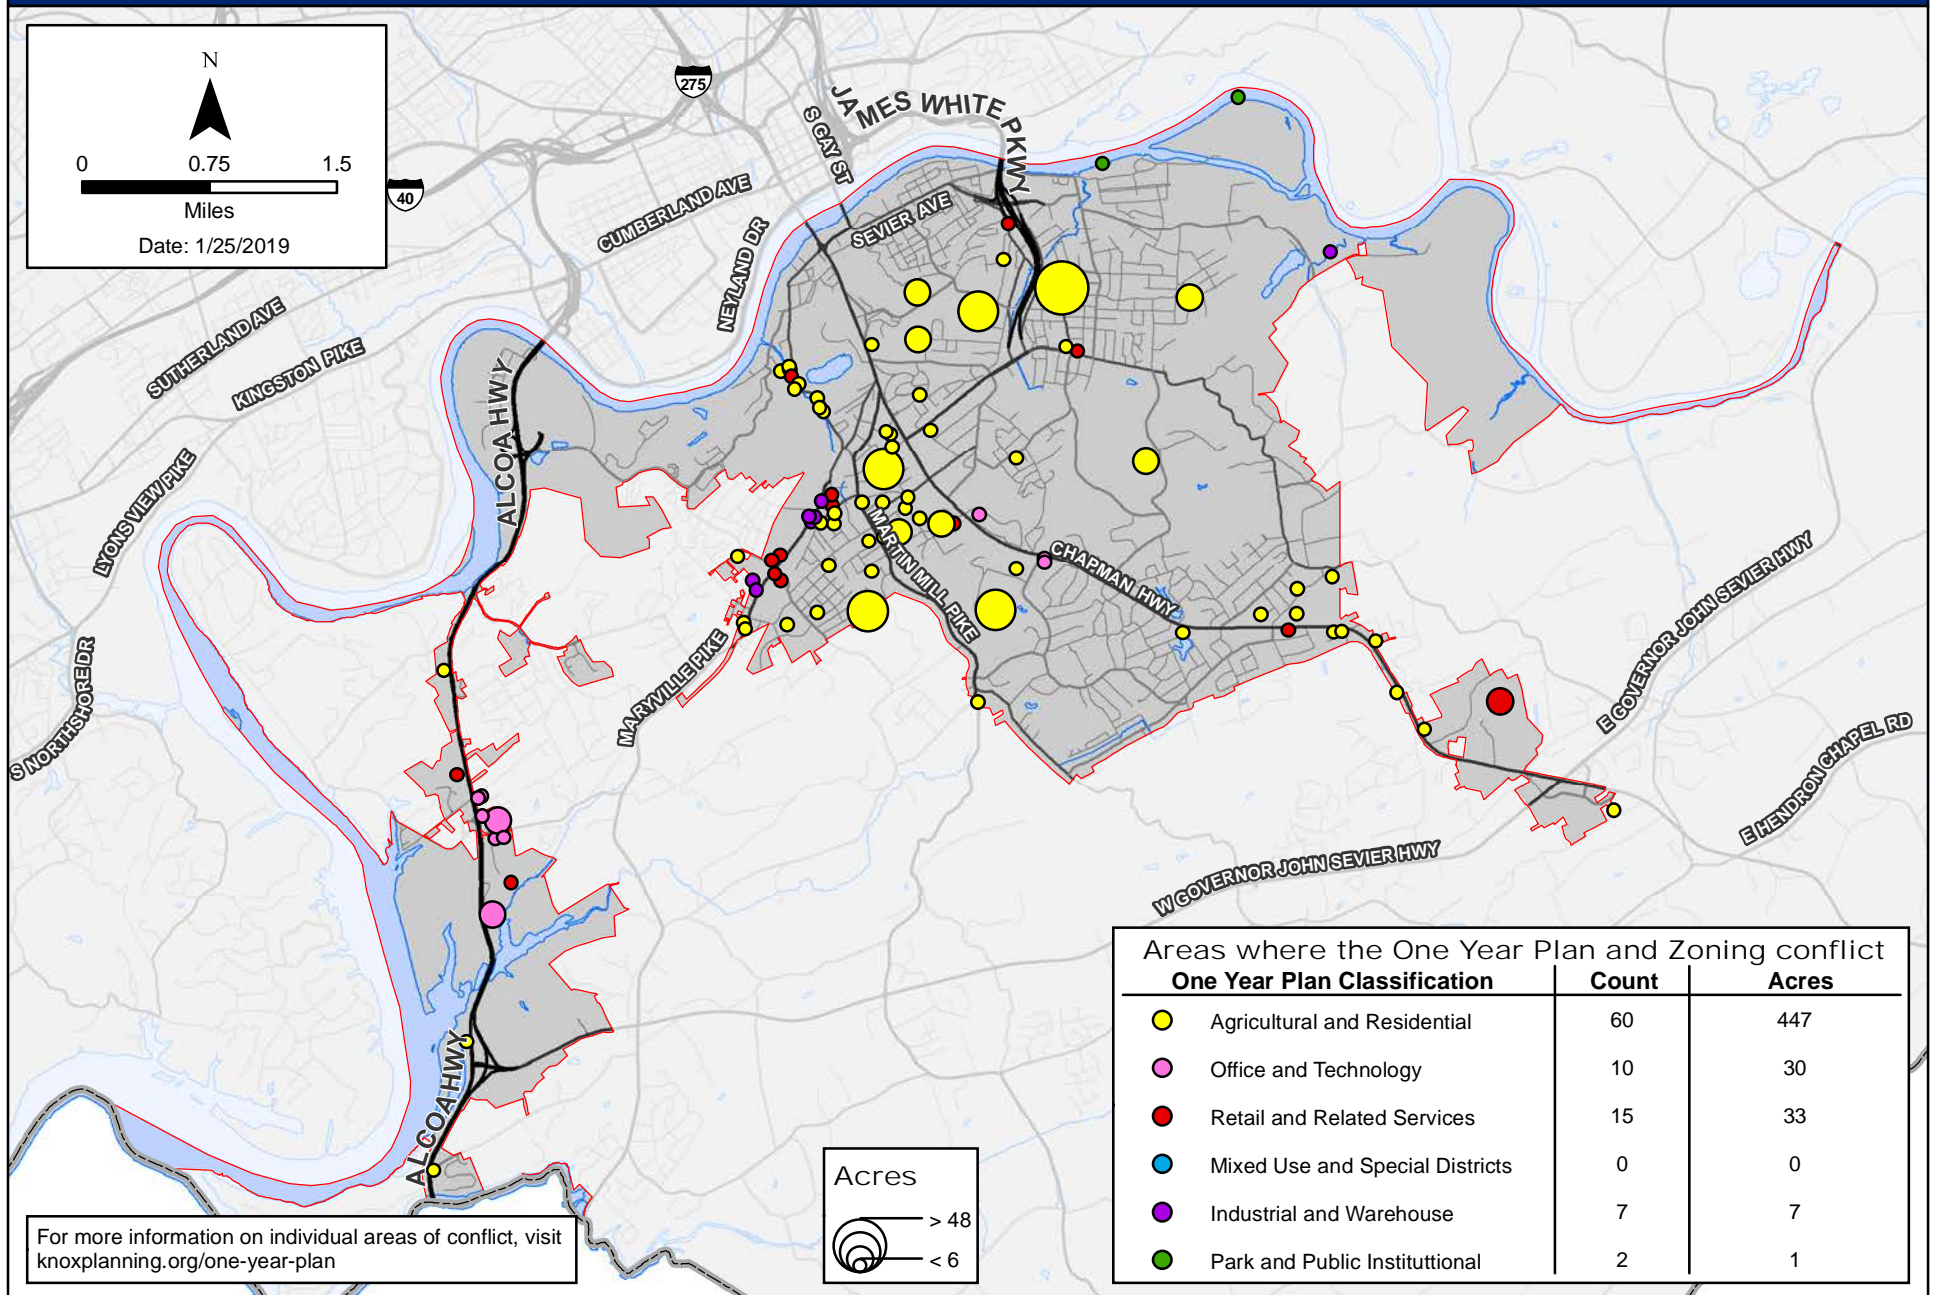 N
0 0.75 1.5
Miles
Date: 1/25/2019
275
40
JAMES WHITE PKWY
S GAY ST
CUMBERLAND AVE
SEVIER AVE
NEYLAND DR
SUTHERLAND AVE
KINGSTON PIKE
ALCOA HWY
LYONS VIEW PIKE
MARTIN MILL PIKE
CHAPMAN HWY
MARYVILLE PIKE
S NORTHSHORE DR
E GOVERNOR JOHN SEVIER HWY
E HENDRON CHAPEL RD
W GOVERNOR JOHN SEVIER HWY
ALCOA HWY
Areas where the One Year Plan and Zoning conflict
One Year Plan Classification Count Acres
Agricultural and Residential 60 447
Office and Technology 10 30
Retail and Related Services 15 33
Mixed Use and Special Districts 0 0
Industrial and Warehouse 7 7
Park and Public Instituttional 2 1
Acres
> 48
< 6
For more information on individual areas of conflict, visit
knoxplanning.org/one-year-plan